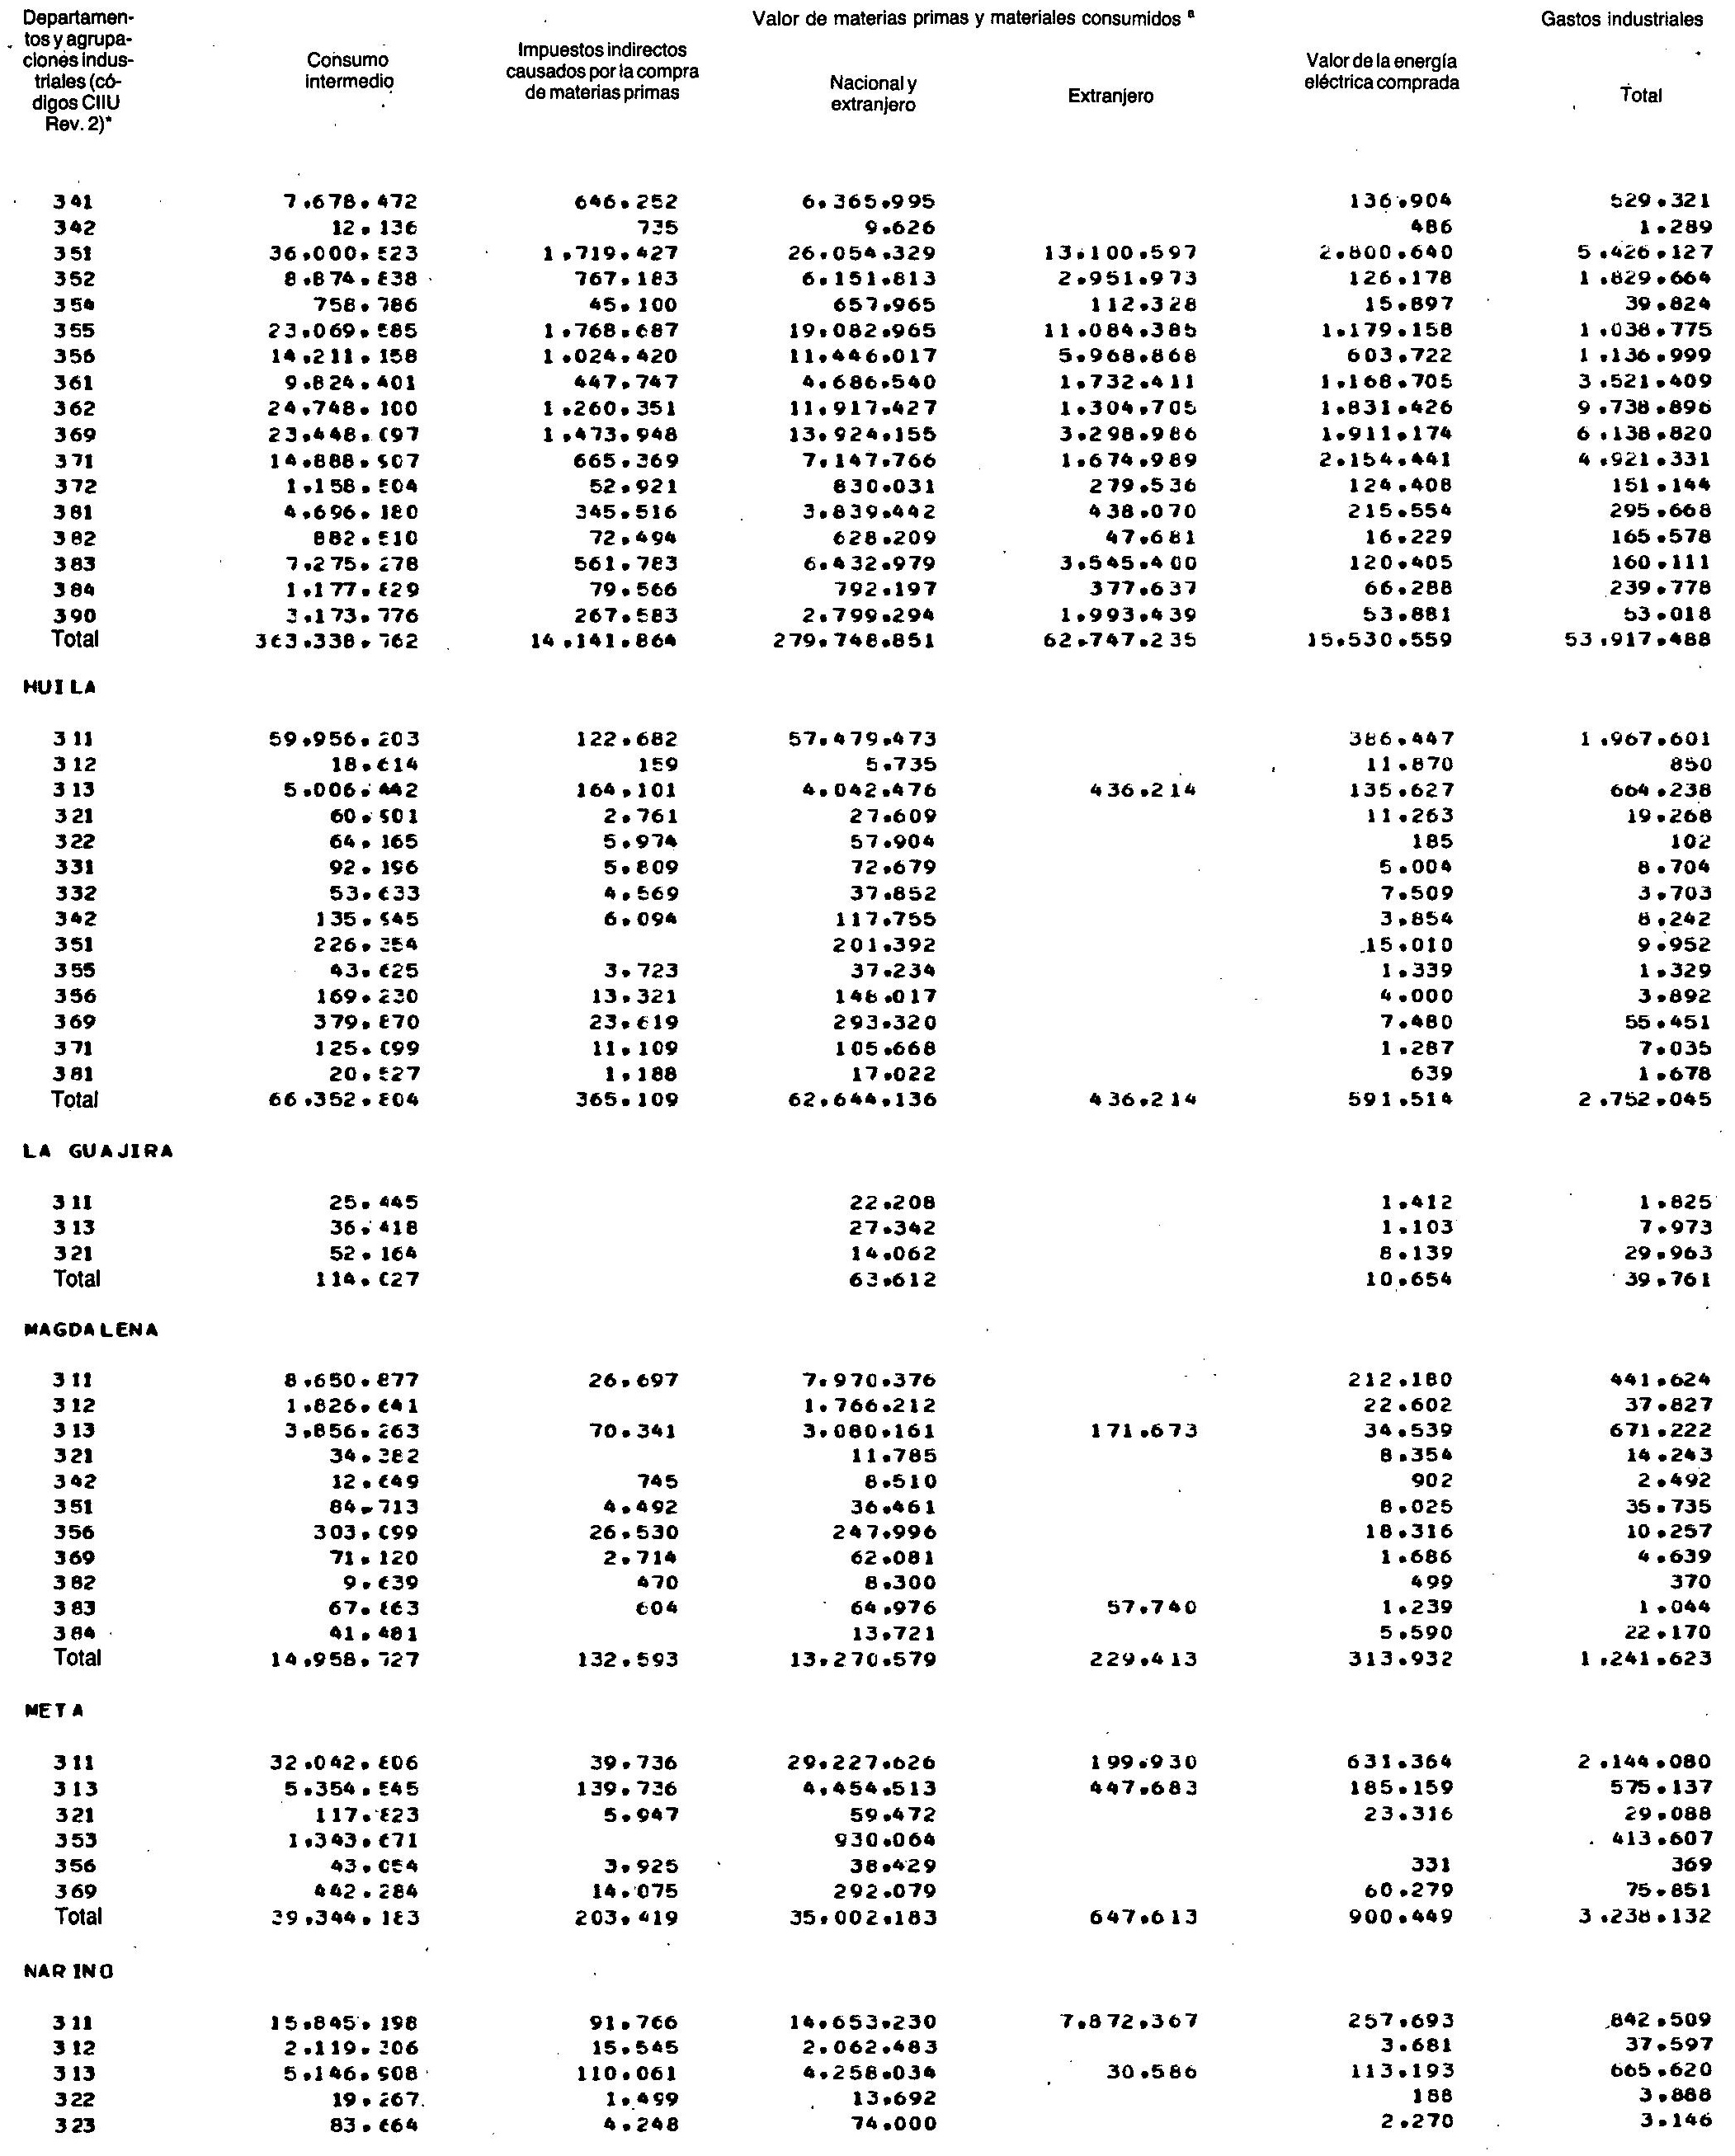 Departamen-
tos y agrupa-
ciones indus-
triales (có-
digos CIIU
Rev. 2)*
Consumo
intermedio
Impuestos indirectos
causados por la compra
de materias primas
Valor de materias primas y materiales consumidos a
Nacional y
extranjero
Extranjero
Valor de la energía
eléctrica comprada
Gastos industriales
Total
341 7.678.472 646.252 6.365.995 136.904 529.321
342 12.136 735 9.626 486 1.289
351 36.000.523 1.719.427 26.054.329 13.100.597 2.800.640 5.426.127
352 8.874.838 767.183 6.151.813 2.951.973 126.178 1.829.664
354 758.786 45.100 657.965 112.328 15.897 39.824
355 23.069.585 1.768.687 19.082.965 11.084.385 1.179.158 1.038.775
356 14.211.158 1.024.420 11.446.017 5.968.868 603.722 1.136.999
361 9.824.401 447.747 4.686.540 1.732.411 1.168.705 3.521.409
362 24.748.100 1.260.351 11.917.427 1.304.705 1.831.426 9.738.896
369 23.448.097 1.473.948 13.924.155 3.298.986 1.911.174 6.138.820
371 14.888.907 665.369 7.147.766 1.674.989 2.154.441 4.921.331
372 1.158.504 52.921 830.031 279.536 124.408 151.144
381 4.696.180 345.516 3.839.442 438.070 215.554 295.668
382 882.510 72.494 628.209 47.681 16.229 165.578
383 7.275.278 561.783 6.432.979 3.545.400 120.405 160.111
384 1.177.829 79.566 792.197 377.637 66.288 239.778
390 3.173.776 267.583 2.799.294 1.993.439 53.881 53.018
Total 363.338.762 14.141.864 279.748.851 62.747.235 15.530.559 53.917.488
HUILA
311 59.956.203 122.682 57.479.473 386.447 1.967.601
312 18.614 159 5.735 11.870 850
313 5.006.442 164.101 4.042.476 436.214 135.627 664.238
321 60.901 2.761 27.609 11.263 19.268
322 64.165 5.974 57.904 185 102
331 92.196 5.809 72.679 5.004 8.704
332 53.633 4.569 37.852 7.509 3.703
342 135.945 6.094 117.755 3.854 8.242
351 226.354 201.392 15.010 9.952
355 43.625 3.723 37.234 1.339 1.329
356 169.230 13.321 148.017 4.000 3.892
369 379.870 23.619 293.320 7.480 55.451
371 125.099 11.109 105.668 1.287 7.035
381 20.527 1.188 17.022 639 1.678
Total 66.352.804 365.109 62.644.136 436.214 591.514 2.752.045
LA GUAJIRA
311 25.445 22.208 1.412 1.825
313 36.418 27.342 1.103 7.973
321 52.164 14.062 8.139 29.963
Total 114.027 63.612 10.654 39.761
MAGDALENA
311 8.650.877 26.697 7.970.376 212.180 441.624
312 1.826.641 1.766.212 22.602 37.827
313 3.856.263 70.341 3.080.161 171.673 34.539 671.222
321 34.382 11.785 8.354 14.243
342 12.649 745 8.510 902 2.492
351 84.713 4.492 36.461 8.025 35.735
356 303.099 26.530 247.996 18.316 10.257
369 71.120 2.714 62.081 1.686 4.639
382 9.639 470 8.300 499 370
383 67.863 604 64.976 57.740 1.239 1.044
384 41.481 13.721 5.590 22.170
Total 14.958.727 132.593 13.270.579 229.413 313.932 1.241.623
META
311 32.042.806 39.736 29.227.626 199.930 631.364 2.144.080
313 5.354.545 139.736 4.454.513 447.683 185.159 575.137
321 117.823 5.947 59.472 23.316 29.088
353 1.343.671 930.064 413.607
356 43.054 3.925 38.429 331 369
369 442.284 14.075 292.079 60.279 75.851
Total 39.344.183 203.419 35.002.183 647.613 900.449 3.238.132
NARINO
311 15.845.198 91.766 14.653.230 7.872.367 257.693 842.509
312 2.119.306 15.545 2.062.483 3.681 37.597
313 5.146.908 110.061 4.258.034 30.586 113.193 665.620
322 19.267 1.499 13.692 188 3.888
323 83.664 4.248 74.000 2.270 3.146